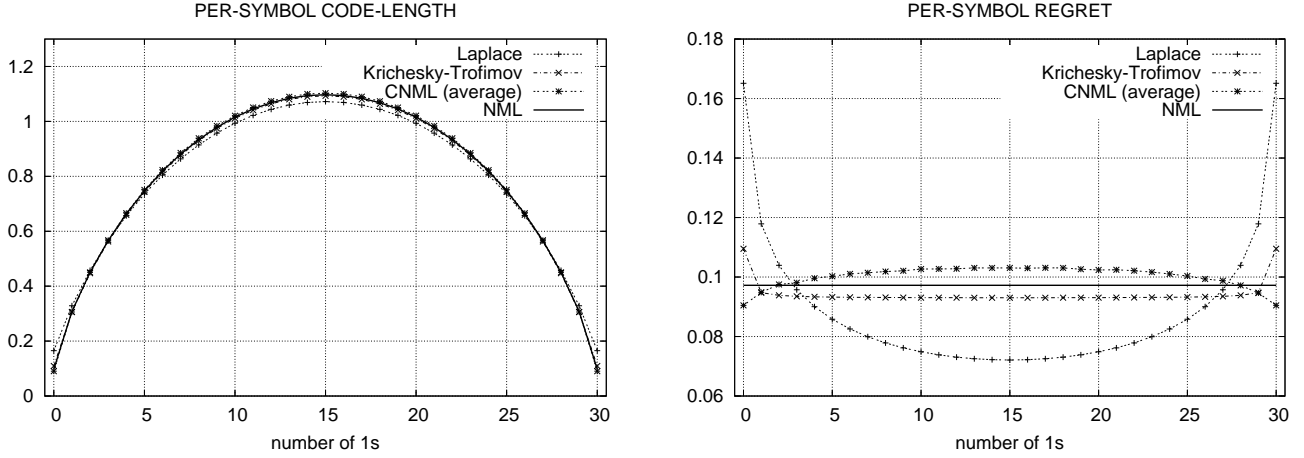 PER-SYMBOL CODE-LENGTH
Laplace
Krichesky-Trofimov
CNML (average)
NML
1.2
1
0.8
0.6
0.4
0.2
0
0 5 10 15 20 25 30
number of 1s
PER-SYMBOL REGRET
Laplace
Krichesky-Trofimov
CNML (average)
NML
0.18
0.16
0.14
0.12
0.1
0.08
0.06
0 5 10 15 20 25 30
number of 1s